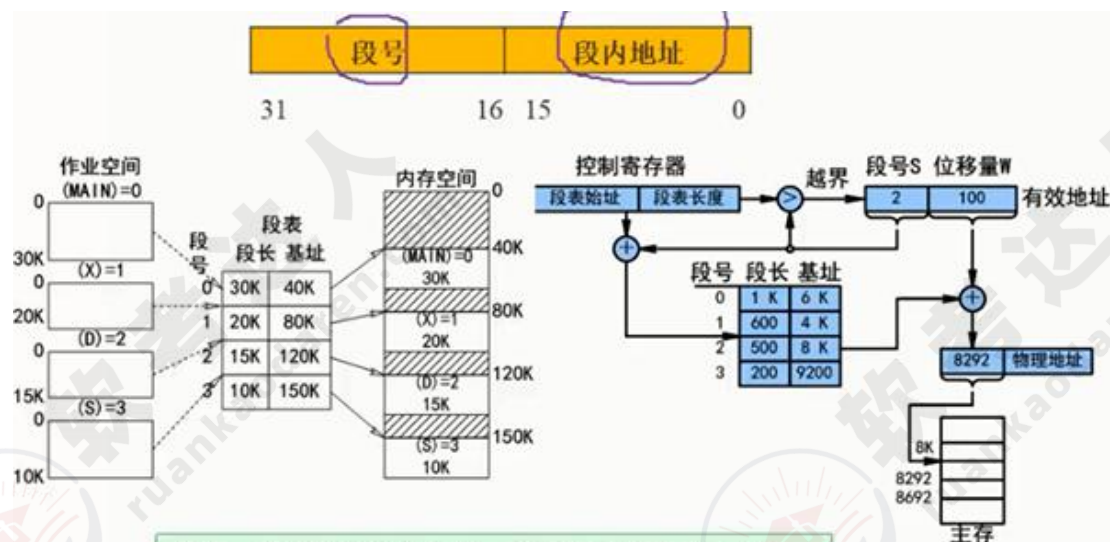 段号 段内地址
31 16 15 0
作业空间
(MAIN)=0
0
30K
(X)=1
0
20K
(D)=2
0
15K
(S)=3
0
10K
段表
段号 段长 基址
0 30K 40K
1 20K 80K
2 15K 120K
3 10K 150K
内存空间
0
40K
(MAIN)=0
30K
80K
(X)=1
20K
120K
(D)=2
15K
150K
(S)=3
10K
控制寄存器
段表始址 段表长度
>
越界
段号S 位移量W
2 100 有效地址
+
段号 段长 基址
0 1 K 6 K
1 600 4 K
2 500 8 K
3 200 9200
+
8292 物理地址
8K
8292
8692
主存
软考达人
ruankaodaren.com